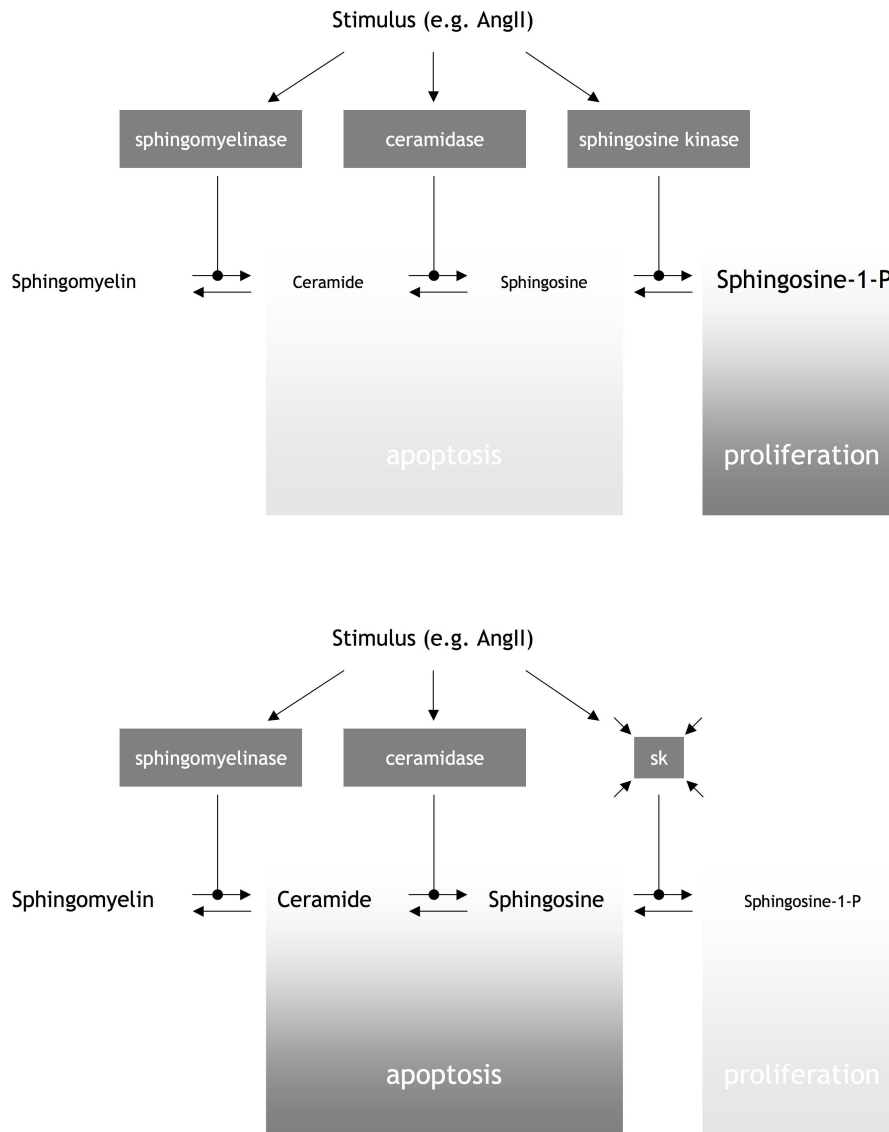 Stimulus (e.g. AngII)
sphingomyelinase
ceramidase
sphingosine kinase
Sphingomyelin
Ceramide
Sphingosine
Sphingosine-1-P
apoptosis
proliferation
Stimulus (e.g. AngII)
sphingomyelinase
ceramidase
sk
Sphingomyelin
Ceramide
Sphingosine
Sphingosine-1-P
apoptosis
proliferation